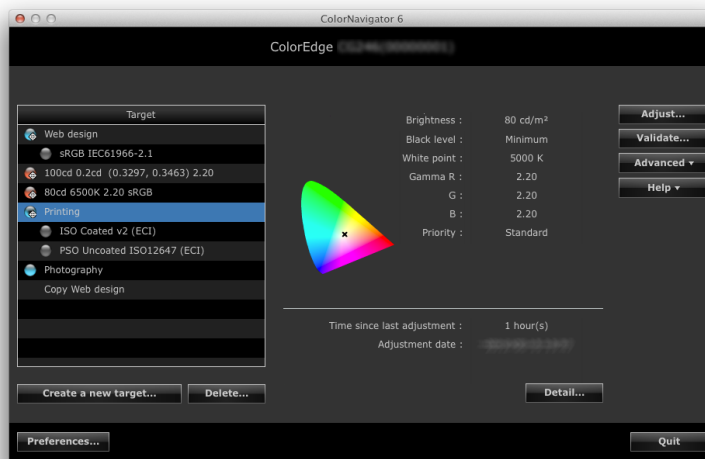 ColorNavigator 6
ColorEdge
Target
Web design
sRGB IEC61966-2.1
100cd 0.2cd (0.3297, 0.3463) 2.20
80cd 6500K 2.20 sRGB
Printing
ISO Coated v2 (ECI)
PSO Uncoated ISO12647 (ECI)
Photography
Copy Web design
Create a new target...
Delete...
Brightness : 80 cd/m²
Black level : Minimum
White point : 5000 K
Gamma R : 2.20
G : 2.20
B : 2.20
Priority : Standard
Time since last adjustment : 1 hour(s)
Adjustment date :
Detail...
Adjust...
Validate...
Advanced ▾
Help ▾
Preferences...
Quit